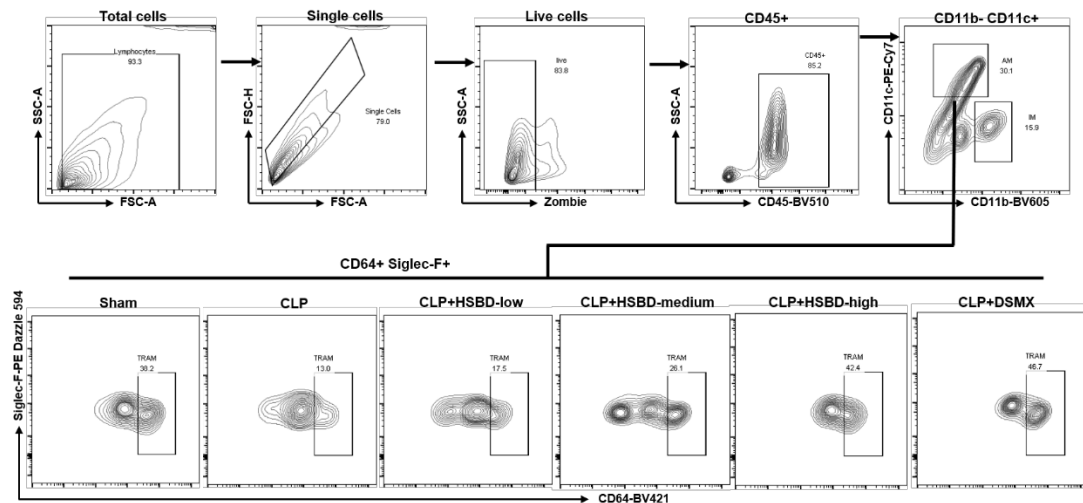 Total cells
Single cells
Live cells
CD45+
CD11b- CD11c+
Lymphocytes
93.3
SSC-A
FSC-A
Single Cells
79.0
FSC-H
FSC-A
live
83.8
SSC-A
Zombie
CD45+
85.2
SSC-A
CD45-BV510
AM
30.1
IM
15.9
CD11c-PE-Cy7
CD11b-BV605
CD64+ Siglec-F+
Sham
CLP
CLP+HSBD-low
CLP+HSBD-medium
CLP+HSBD-high
CLP+DSMX
Siglec-F-PE Dazzle 594
TRAM
38.2
TRAM
13.0
TRAM
17.5
TRAM
26.1
TRAM
42.4
TRAM
46.7
CD64-BV421